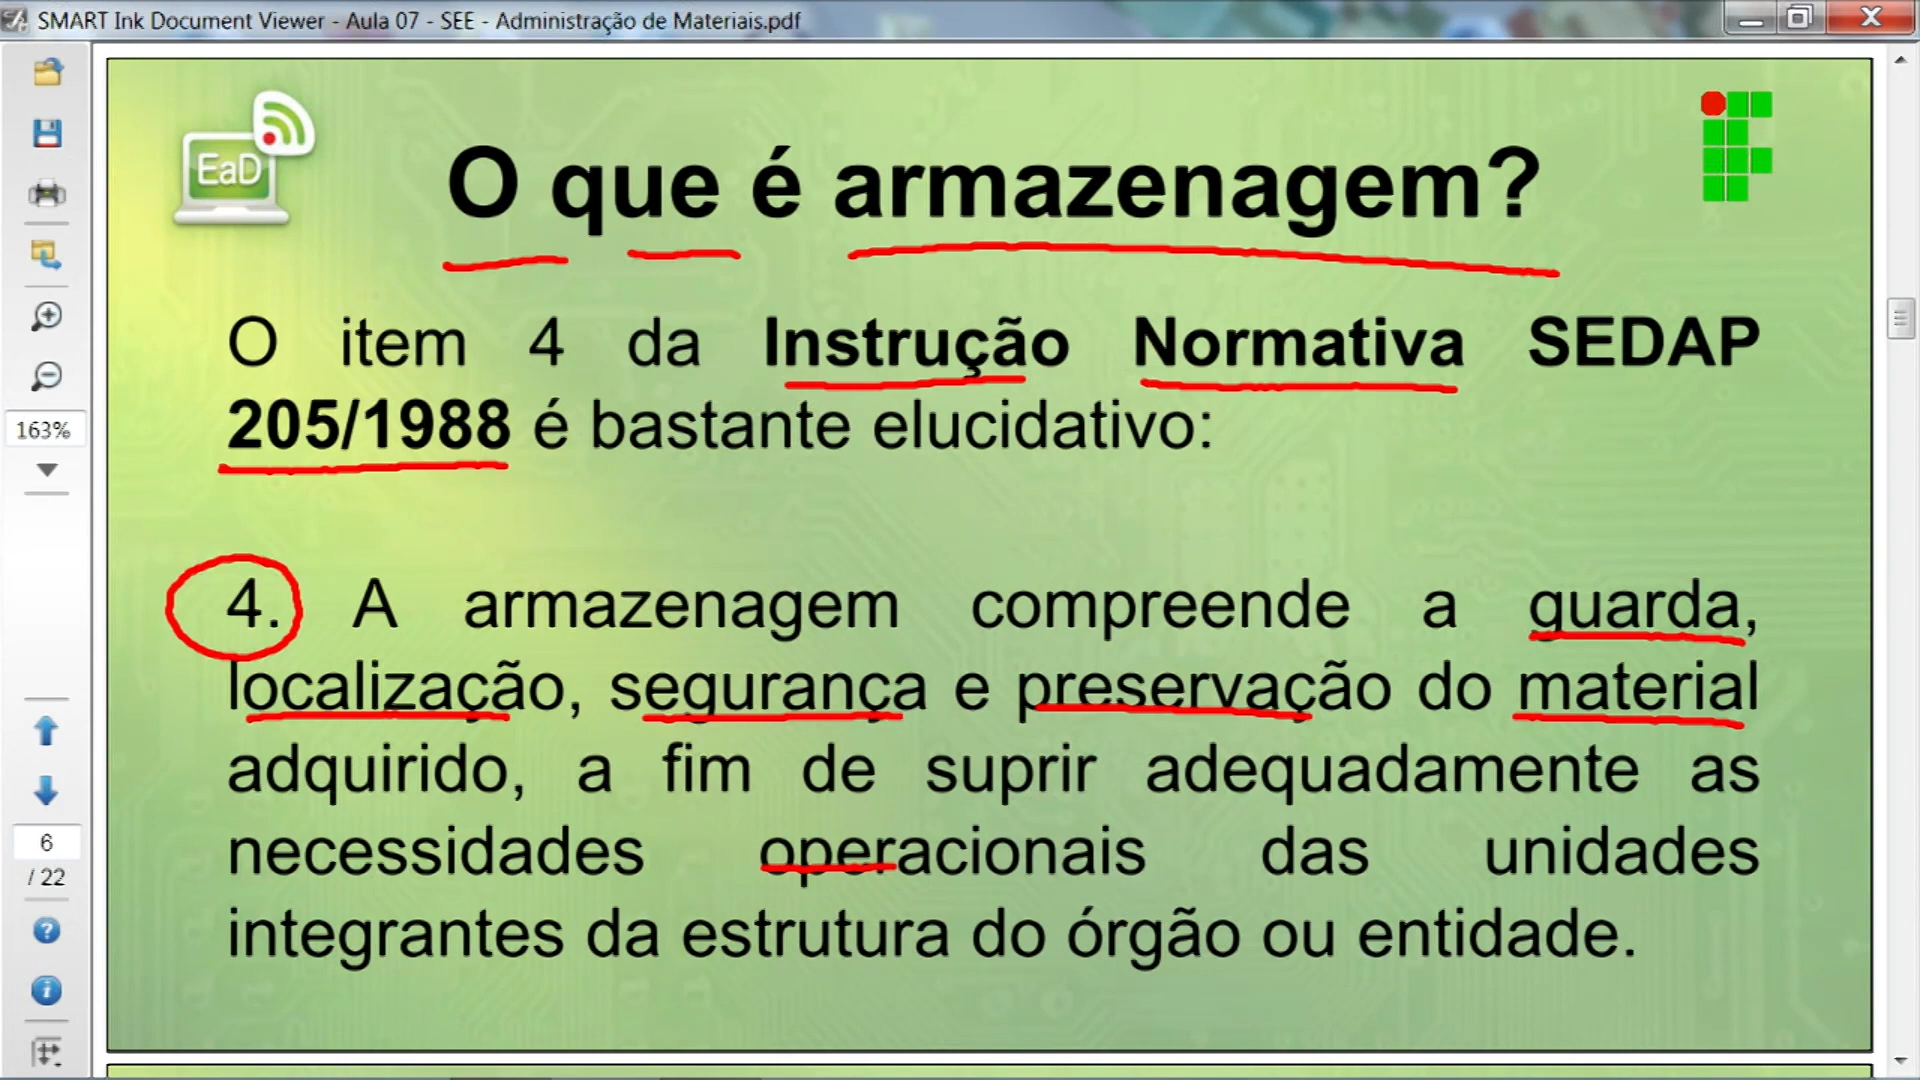 SMART Ink Document Viewer - Aula 07 - SEE - Administração de Materiais.pdf
EaD
O que é armazenagem?
O item 4 da Instrução Normativa SEDAP
205/1988 é bastante elucidativo:
4. A armazenagem compreende a guarda,
localização, segurança e preservação do material
adquirido, a fim de suprir adequadamente as
necessidades operacionais das unidades
integrantes da estrutura do órgão ou entidade.
163%
6
/ 22